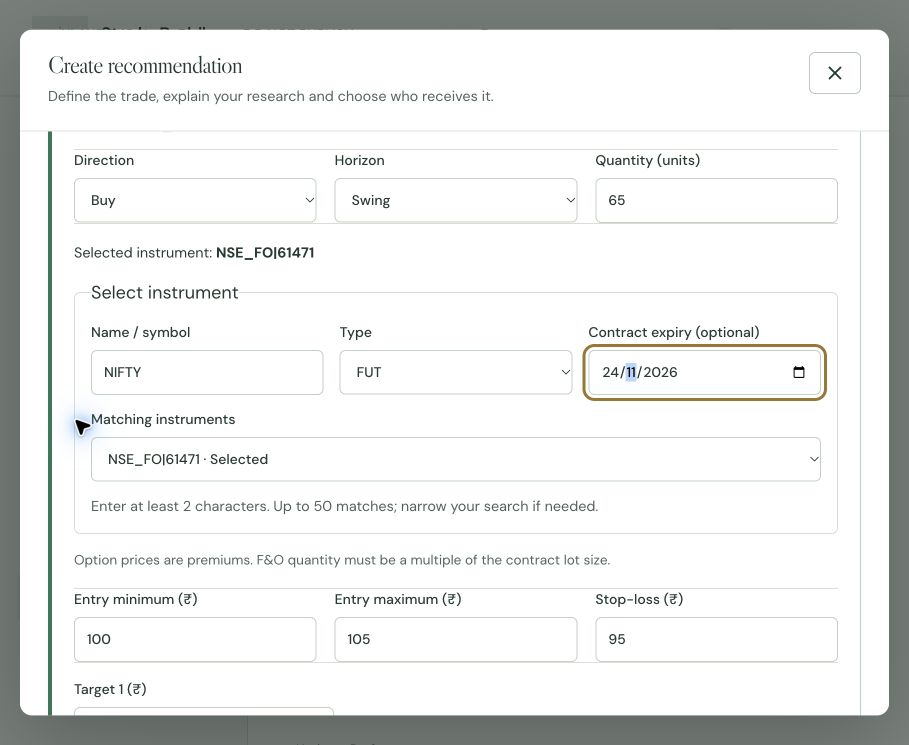 Create recommendation
Define the trade, explain your research and choose who receives it.
Direction
Horizon
Quantity (units)
Buy
Swing
65
Selected instrument: NSE_FO|61471
Select instrument
Name / symbol
Type
Contract expiry (optional)
NIFTY
FUT
24/11/2026
Matching instruments
NSE_FO|61471 · Selected
Enter at least 2 characters. Up to 50 matches; narrow your search if needed.
Option prices are premiums. F&O quantity must be a multiple of the contract lot size.
Entry minimum (₹)
Entry maximum (₹)
Stop-loss (₹)
100
105
95
Target 1 (₹)